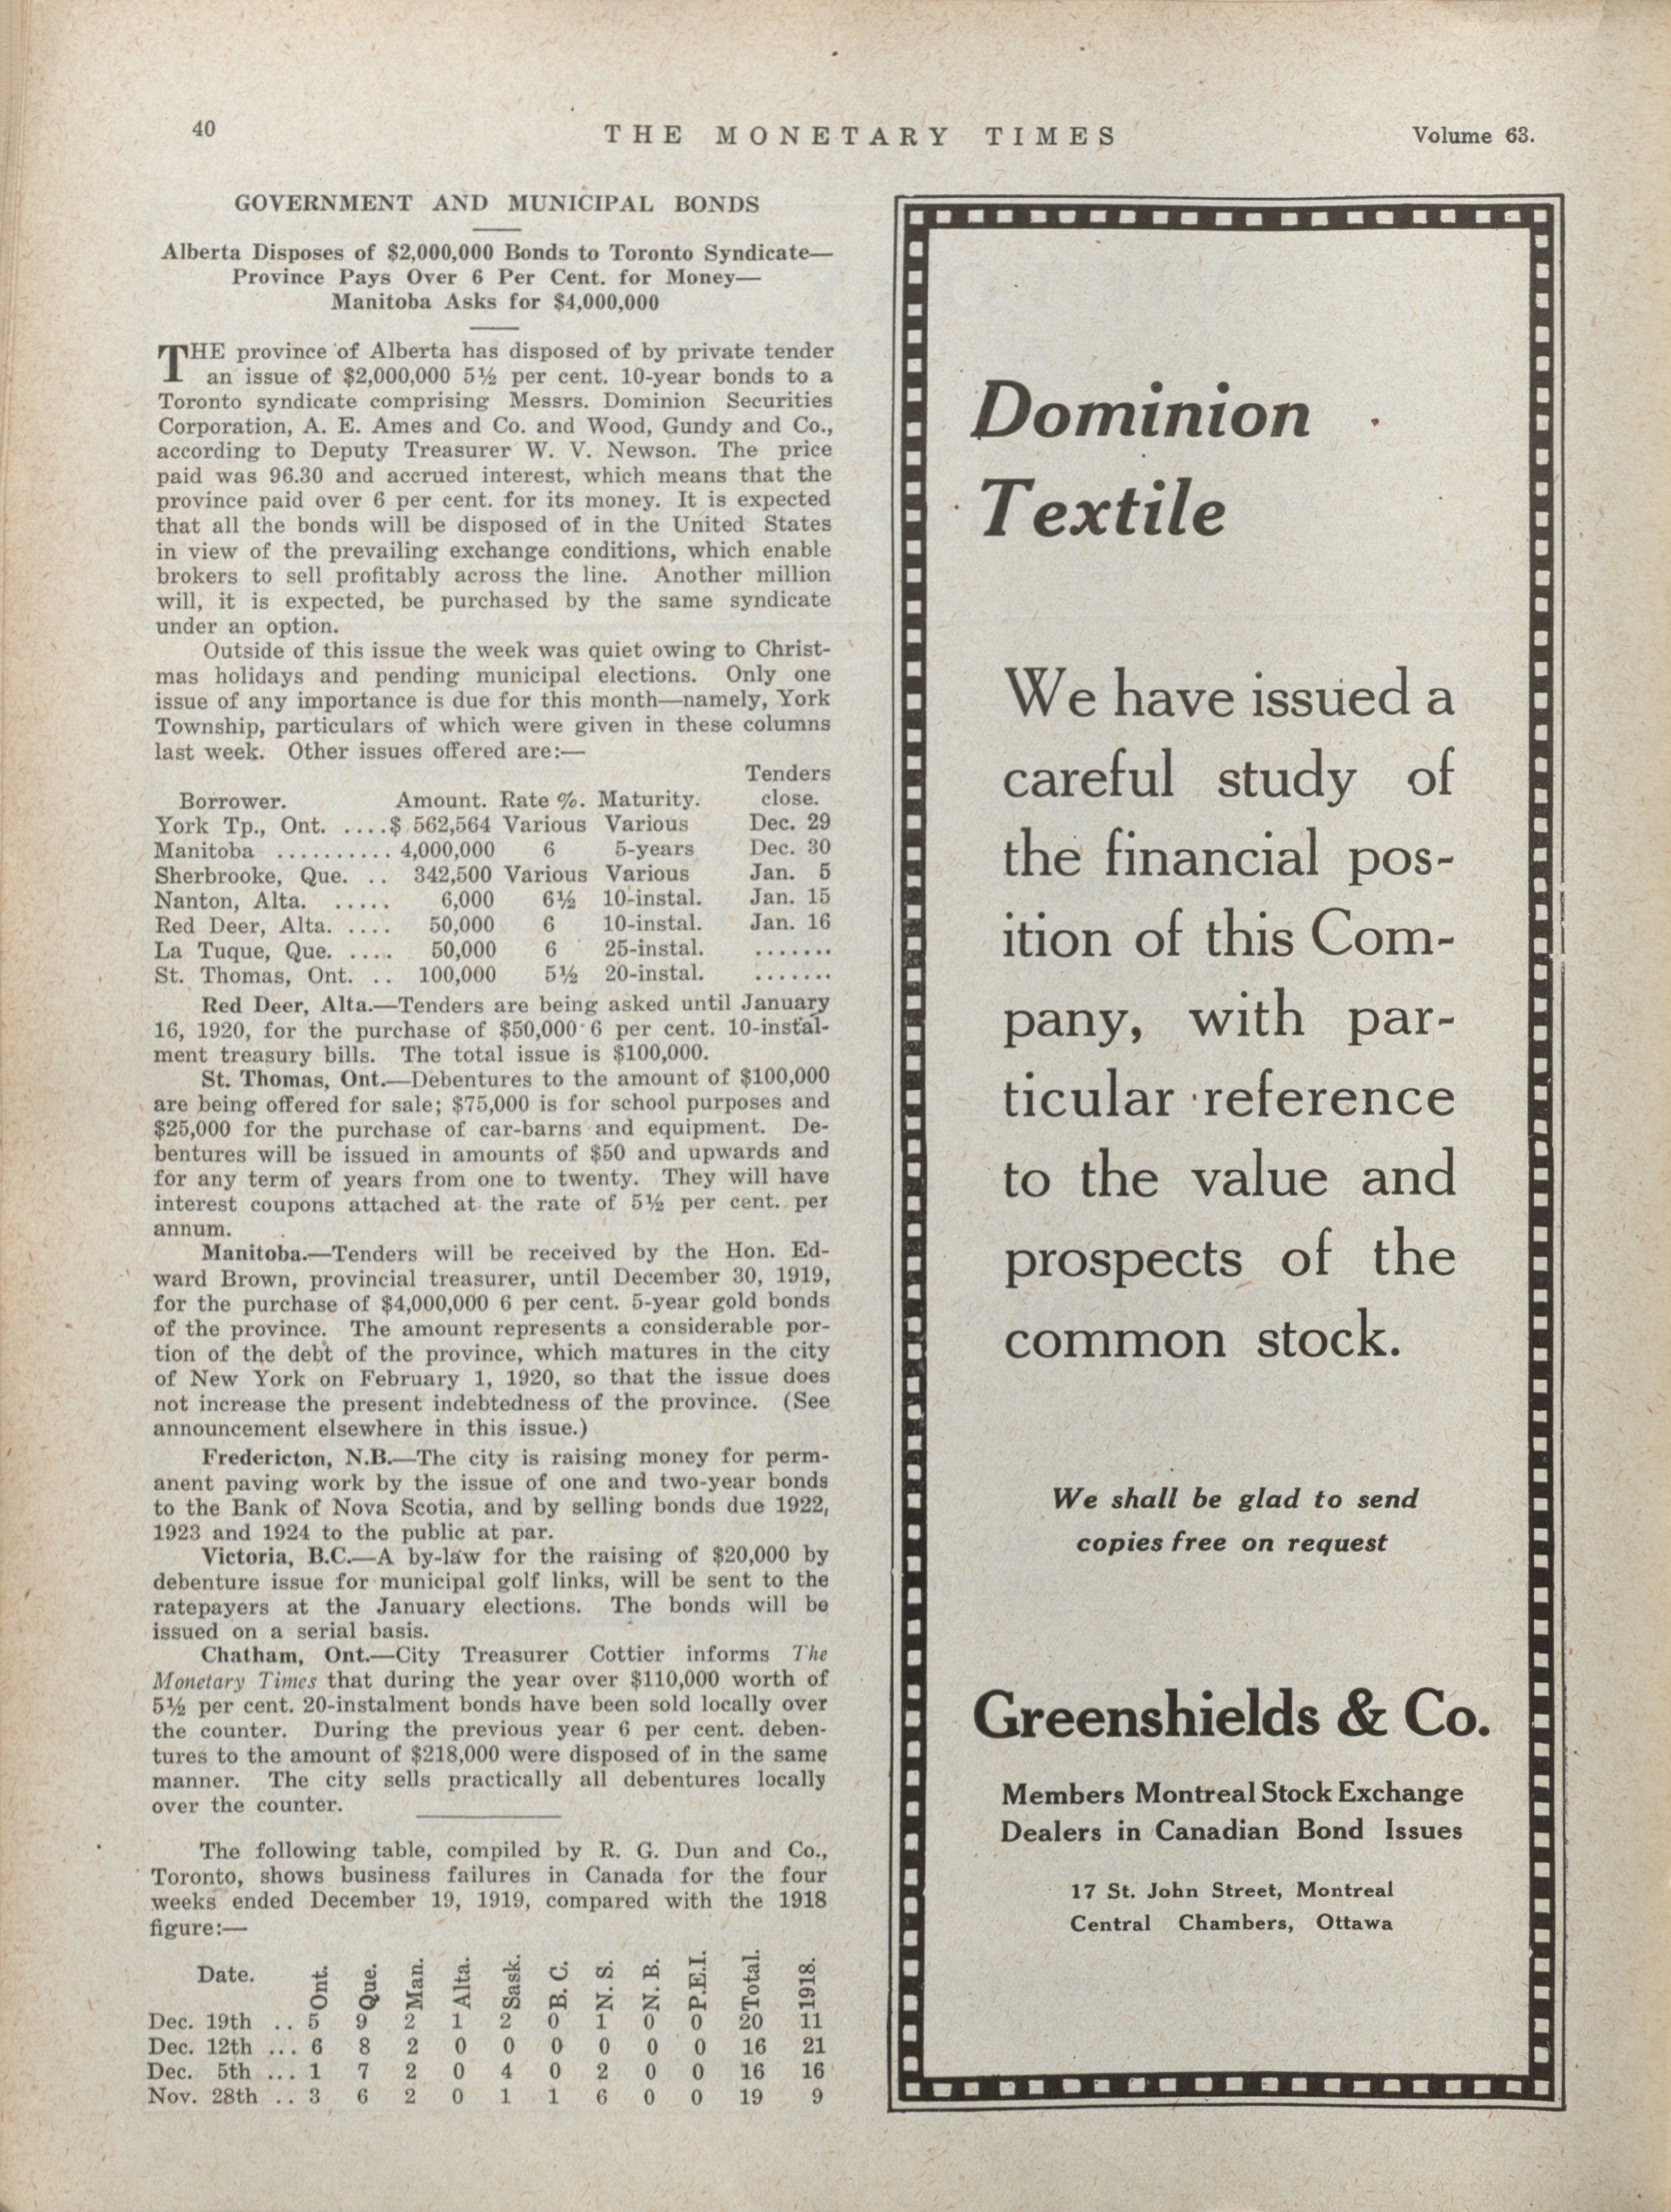 40
THE MONETARY TIMES
Volume 63.
GOVERNMENT AND MUNICIPAL BONDS
Alberta Disposes of $2,000,000 Bonds to Toronto Syndicate—
Province Pays Over 6 Per Cent. for Money—
Manitoba Asks for $4,000,000
THE province of Alberta has disposed of by private tender
an issue of $2,000,000 5½ per cent. 10-year bonds to a
Toronto syndicate comprising Messrs. Dominion Securities
Corporation, A. E. Ames and Co. and Wood, Gundy and Co.,
according to Deputy Treasurer W. V. Newson. The price
paid was 96.30 and accrued interest, which means that the
province paid over 6 per cent. for its money. It is expected
that all the bonds will be disposed of in the United States
in view of the prevailing exchange conditions, which enable
brokers to sell profitably across the line. Another million
will, it is expected, be purchased by the same syndicate
under an option.
Outside of this issue the week was quiet owing to Christ-
mas holidays and pending municipal elections. Only one
issue of any importance is due for this month—namely, York
Township, particulars of which were given in these columns
last week. Other issues offered are:—
Tenders
Borrower. Amount. Rate %. Maturity. close.
York Tp., Ont. ....$ 562,564 Various Various Dec. 29
Manitoba .......... 4,000,000 6 5-years Dec. 30
Sherbrooke, Que. .. 342,500 Various Various Jan. 5
Nanton, Alta. ..... 6,000 6½ 10-instal. Jan. 15
Red Deer, Alta. .... 50,000 6 10-instal. Jan. 16
La Tuque, Que. .... 50,000 6 25-instal. .......
St. Thomas, Ont. .. 100,000 5½ 20-instal. .......
Red Deer, Alta.—Tenders are being asked until January
16, 1920, for the purchase of $50,000 6 per cent. 10-instal-
ment treasury bills. The total issue is $100,000.
St. Thomas, Ont.—Debentures to the amount of $100,000
are being offered for sale; $75,000 is for school purposes and
$25,000 for the purchase of car-barns and equipment. De-
bentures will be issued in amounts of $50 and upwards and
for any term of years from one to twenty. They will have
interest coupons attached at the rate of 5½ per cent. per
annum.
Manitoba.—Tenders will be received by the Hon. Ed-
ward Brown, provincial treasurer, until December 30, 1919,
for the purchase of $4,000,000 6 per cent. 5-year gold bonds
of the province. The amount represents a considerable por-
tion of the debt of the province, which matures in the city
of New York on February 1, 1920, so that the issue does
not increase the present indebtedness of the province. (See
announcement elsewhere in this issue.)
Fredericton, N.B.—The city is raising money for perm-
anent paving work by the issue of one and two-year bonds
to the Bank of Nova Scotia, and by selling bonds due 1922,
1923 and 1924 to the public at par.
Victoria, B.C.—A by-law for the raising of $20,000 by
debenture issue for municipal golf links, will be sent to the
ratepayers at the January elections. The bonds will be
issued on a serial basis.
Chatham, Ont.—City Treasurer Cottier informs The
Monetary Times that during the year over $110,000 worth of
5½ per cent. 20-instalment bonds have been sold locally over
the counter. During the previous year 6 per cent. deben-
tures to the amount of $218,000 were disposed of in the same
manner. The city sells practically all debentures locally
over the counter.
The following table, compiled by R. G. Dun and Co.,
Toronto, shows business failures in Canada for the four
weeks ended December 19, 1919, compared with the 1918
figure:—
Date. Ont. Que. Man. Alta. Sask. B. C. N. S. N. B. P.E.I. Total. 1918.
Dec. 19th .. 5 9 2 1 2 0 1 0 0 20 11
Dec. 12th ... 6 8 2 0 0 0 0 0 0 16 21
Dec. 5th ... 1 7 2 0 4 0 2 0 0 16 16
Nov. 28th .. 3 6 2 0 1 1 6 0 0 19 9
Dominion
Textile
We have issued a
careful study of
the financial pos-
ition of this Com-
pany, with par-
ticular reference
to the value and
prospects of the
common stock.
We shall be glad to send
copies free on request
Greenshields & Co.
Members Montreal Stock Exchange
Dealers in Canadian Bond Issues
17 St. John Street, Montreal
Central Chambers, Ottawa